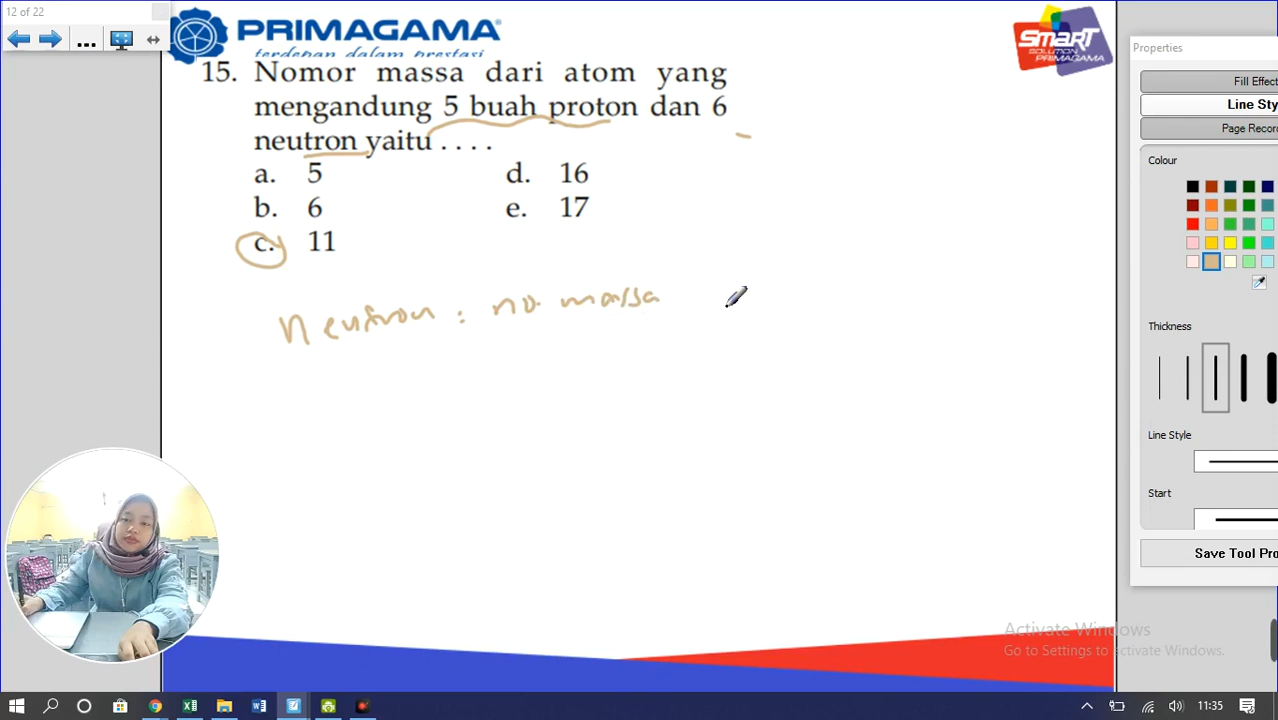 12 of 22
PRIMAGAMA
terdepan dalam prestasi
SMART
SOLUTION
PRIMAGAMA
15. Nomor massa dari atom yang
mengandung 5 buah proton dan 6
neutron yaitu . . . .
a. 5
b. 6
c. 11
d. 16
e. 17
Neutron : no. massa
Properties
Fill Effec
Line Sty
Page Recor
Colour
Thickness
Line Style
Start
Save Tool Pro
Activate Windows
Go to Settings to activate Windows.
11:35